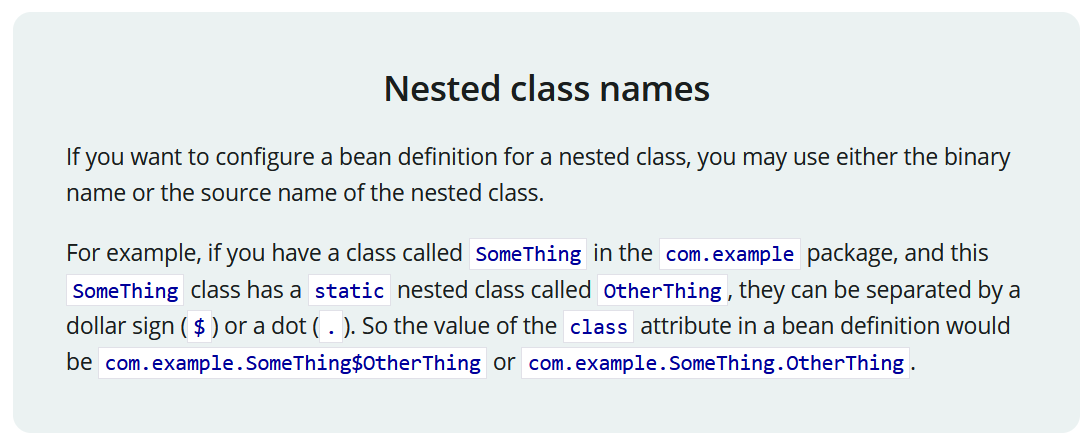 Nested class names
If you want to configure a bean definition for a nested class, you may use either the binary
name or the source name of the nested class.
For example, if you have a class called SomeThing in the com.example package, and this
SomeThing class has a static nested class called OtherThing, they can be separated by a
dollar sign ($) or a dot (.). So the value of the class attribute in a bean definition would
be com.example.SomeThing$OtherThing or com.example.SomeThing.OtherThing.